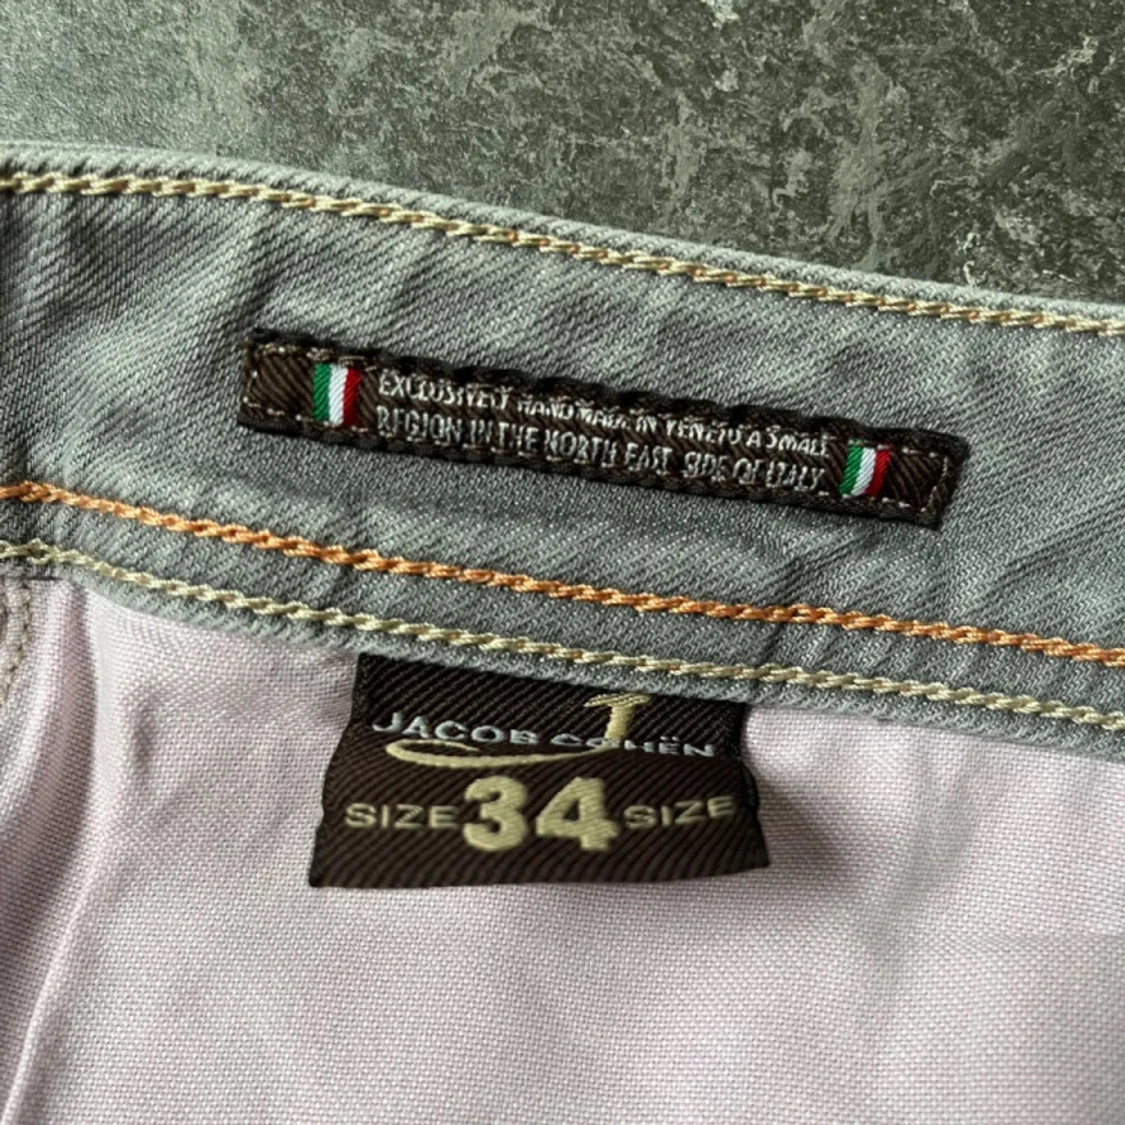 EXCLUSIVELY HAND MADE IN VENETO A SMALL
REGION IN THE NORTH EAST SIDE OF ITALY
J
JACOB COHËN
SIZE 34 SIZE